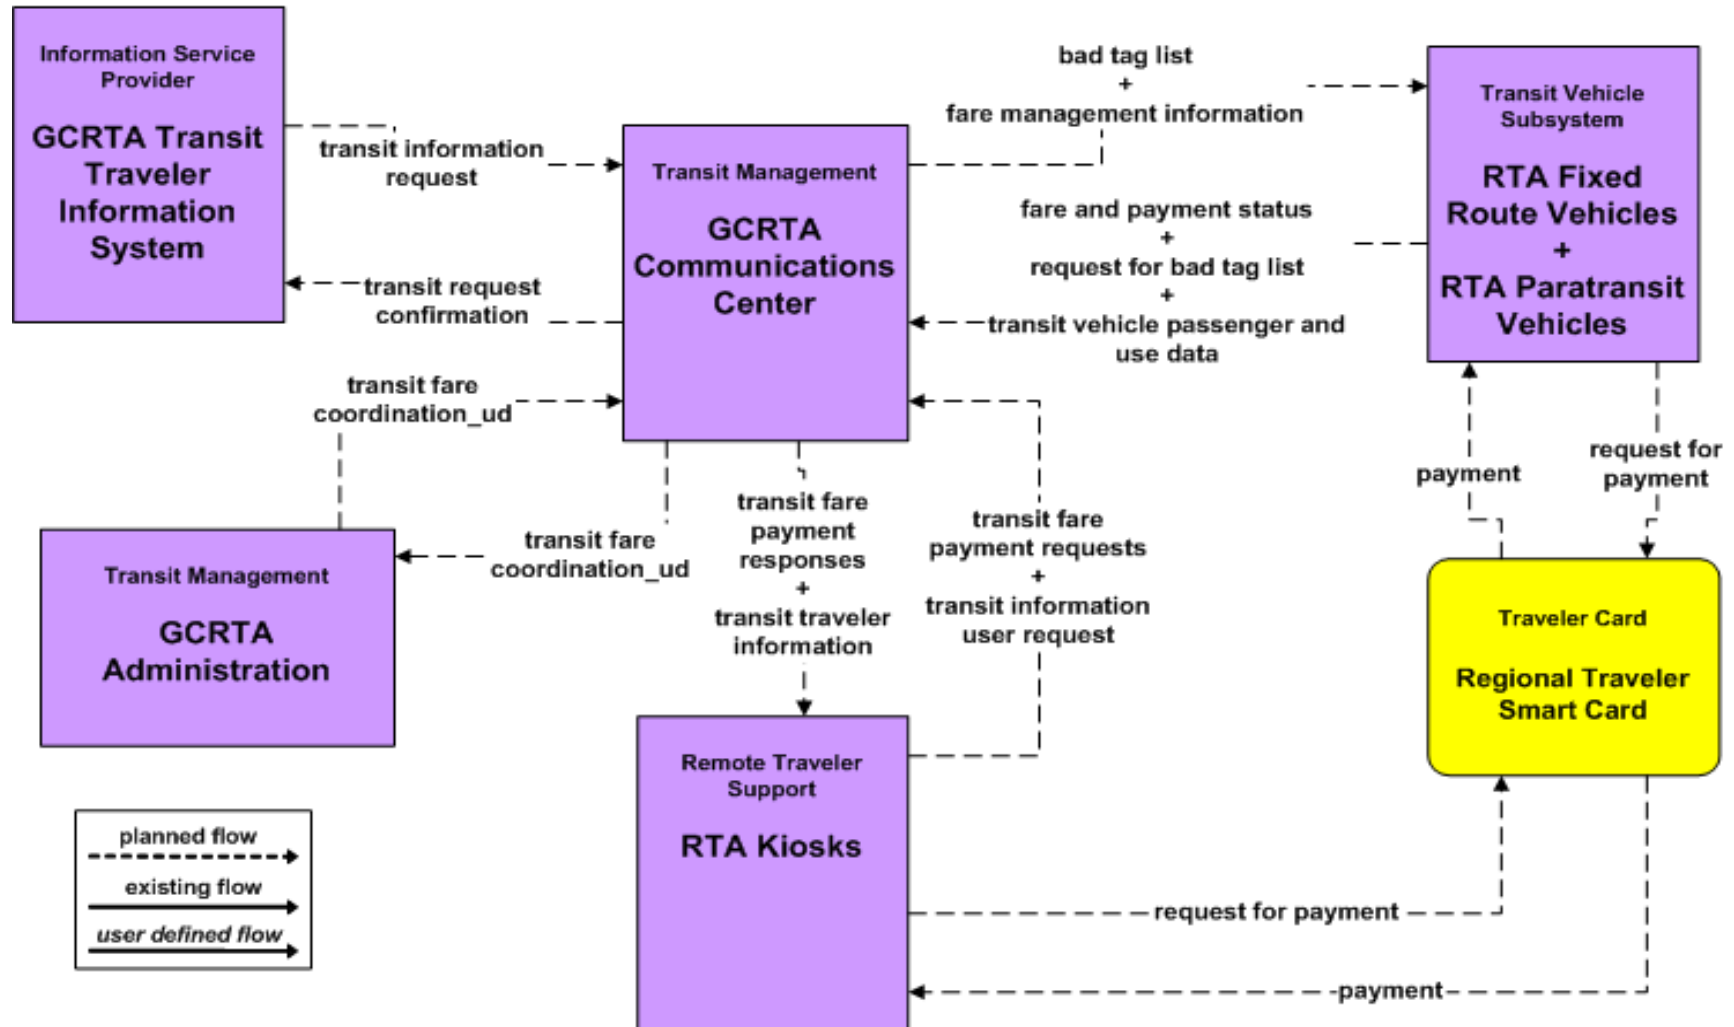 Information Service
Provider
GCRTA Transit
Traveler
Information
System
transit information
request
transit request
confirmation
Transit Management
GCRTA
Communications
Center
bad tag list
+
fare management information
fare and payment status
+
request for bad tag list
+
transit vehicle passenger and
use data
Transit Vehicle
Subsystem
RTA Fixed
Route Vehicles
+
RTA Paratransit
Vehicles
transit fare
coordination_ud
Transit Management
GCRTA
Administration
transit fare
coordination_ud
transit fare
payment
responses
+
transit traveler
information
transit fare
payment requests
+
transit information
user request
payment
request for
payment
Traveler Card
Regional Traveler
Smart Card
Remote Traveler
Support
RTA Kiosks
request for payment
payment
planned flow
existing flow
user defined flow